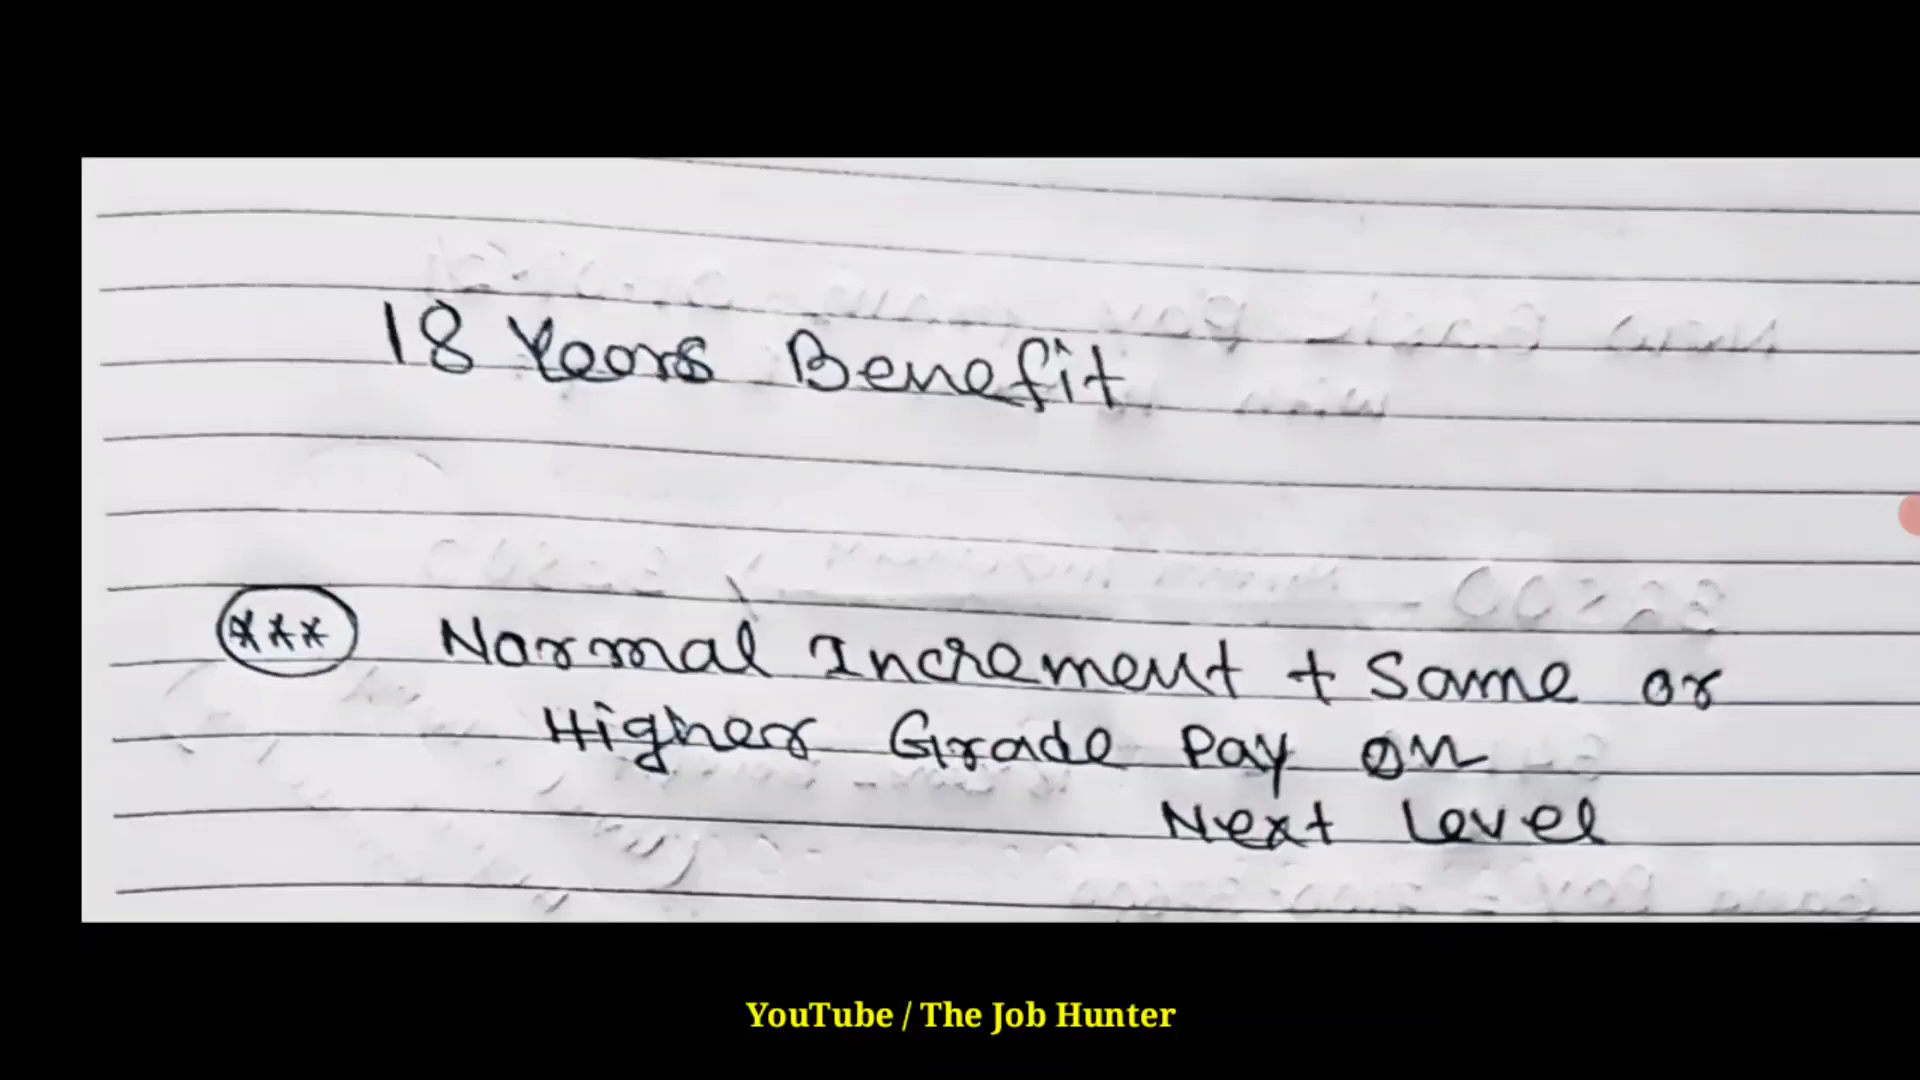 18 Years Benefit
*** Normal Increment + Same or
Higher Grade Pay on
Next Level
YouTube / The Job Hunter